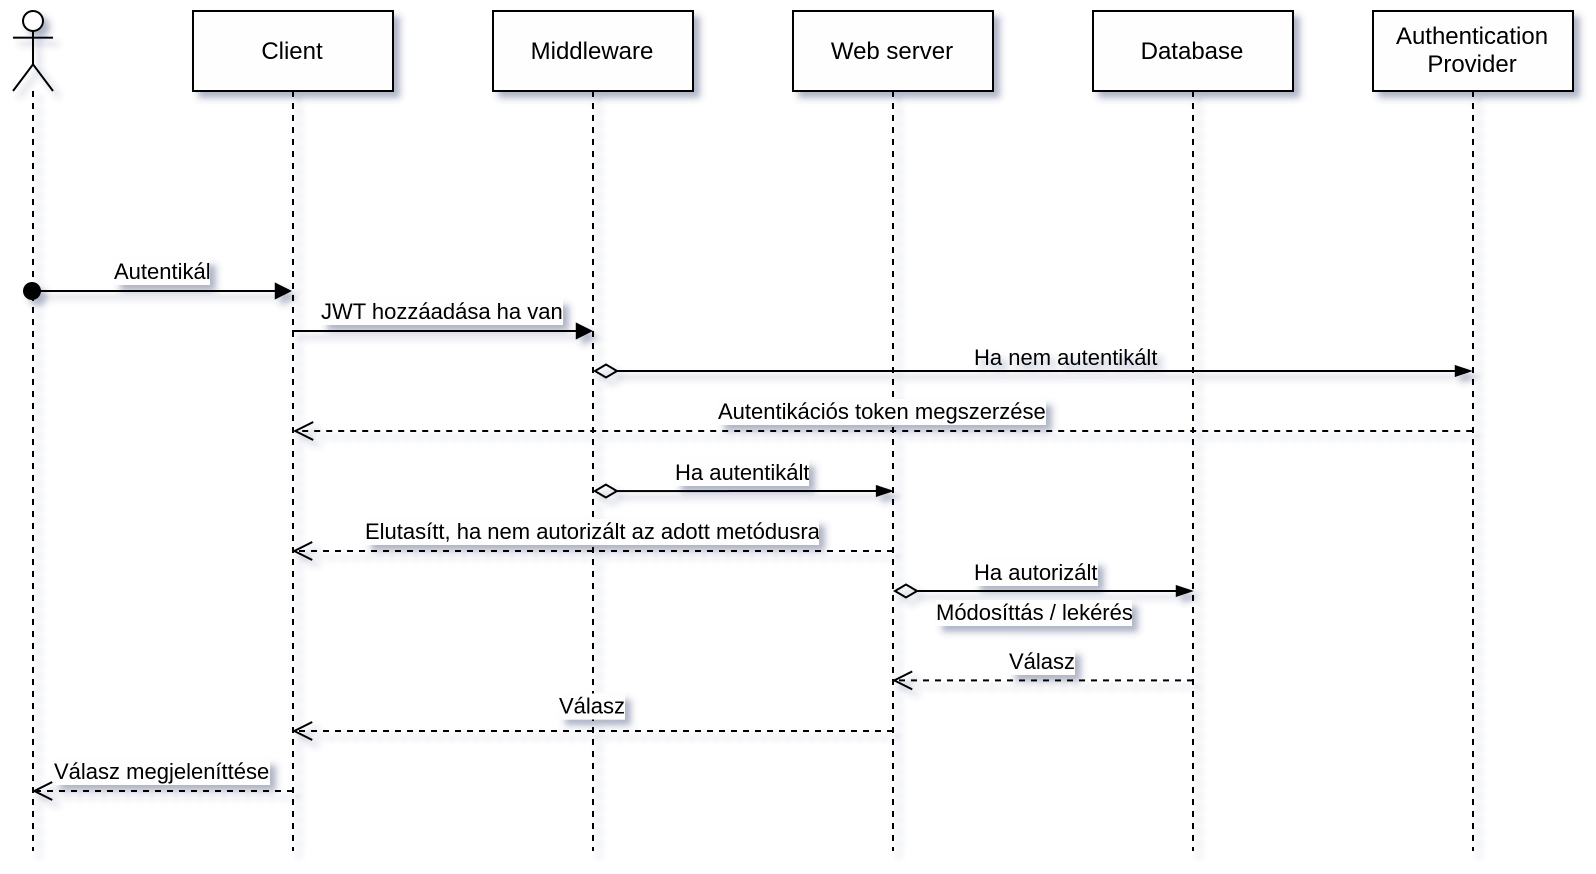 Client
Middleware
Web server
Database
Authentication
Provider
Autentikál
JWT hozzáadása ha van
Ha nem autentikált
Autentikációs token megszerzése
Ha autentikált
Elutasítt, ha nem autorizált az adott metódusra
Ha autorizált
Módosíttás / lekérés
Válasz
Válasz
Válasz megjeleníttése